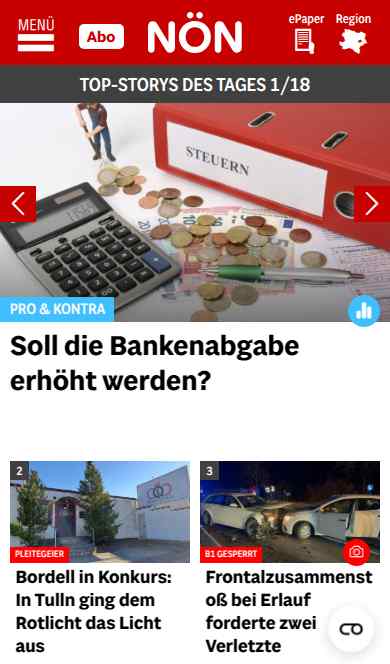 MENÜ
Abo
NÖN
ePaper
Region
TOP-STORYS DES TAGES 1/18
STEUERN
PRO & KONTRA
Soll die Bankenabgabe
erhöht werden?
2
PLEITEGEIER
Bordell in Konkurs:
In Tulln ging dem
Rotlicht das Licht
aus
3
B1 GESPERRT
Frontalzusammenst
oß bei Erlauf
forderte zwei
Verletzte